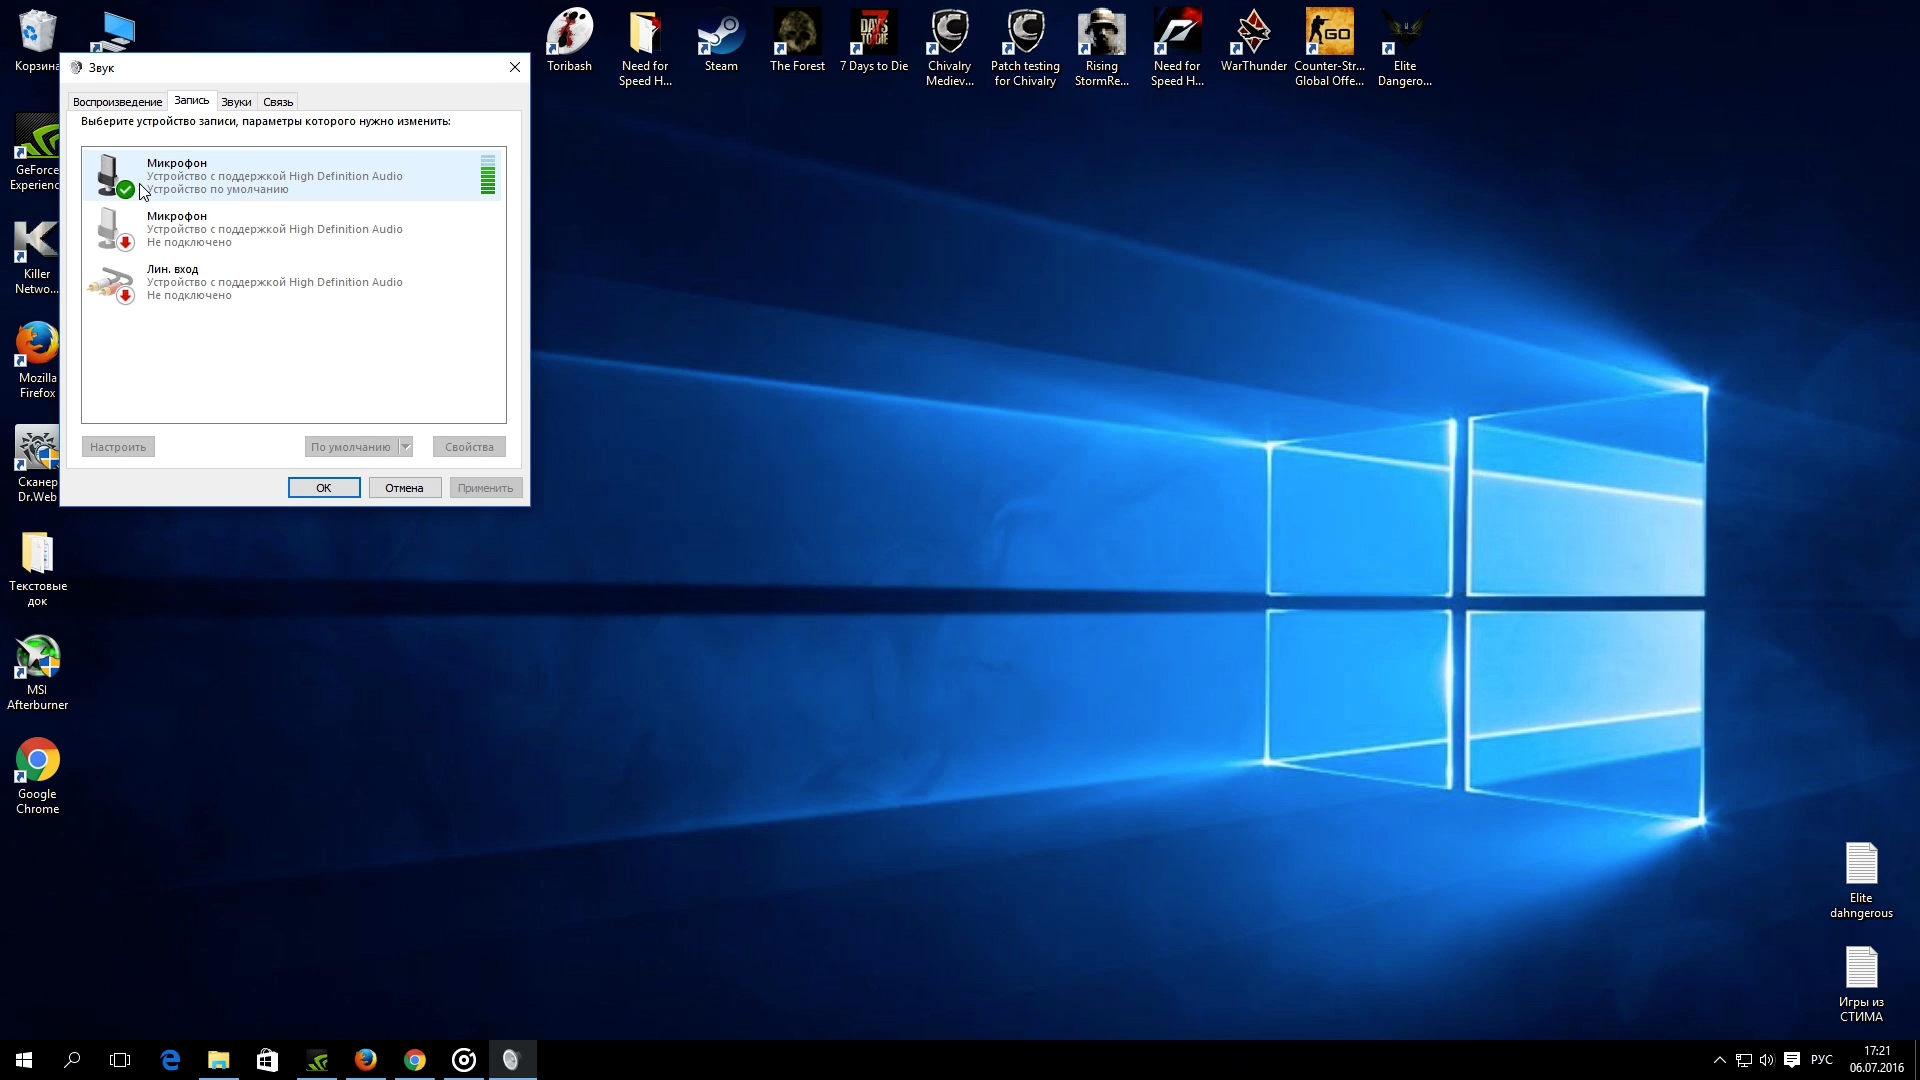 Корзина
Toribash
Need for
Speed H...
Steam
The Forest
7 Days to Die
Chivalry
Mediev...
Patch testing
for Chivalry
Rising
StormRe...
Need for
Speed H...
WarThunder
Counter-Str...
Global Offe...
Elite
Dangero...
Звук
Воспроизведение
Запись
Звуки
Связь
Выберите устройство записи, параметры которого нужно изменить:
Микрофон
Устройство с поддержкой High Definition Audio
Устройство по умолчанию
Микрофон
Устройство с поддержкой High Definition Audio
Не подключено
Лин. вход
Устройство с поддержкой High Definition Audio
Не подключено
Настроить
По умолчанию
Свойства
ОК
Отмена
Применить
GeForce
Experienc
Killer
Netwo...
Mozilla
Firefox
Сканер
Dr.Web
Текстовые
док
MSI
Afterburner
Google
Chrome
Elite
dahngerous
Игры из
СТИМА
РУС
17:21
06.07.2016